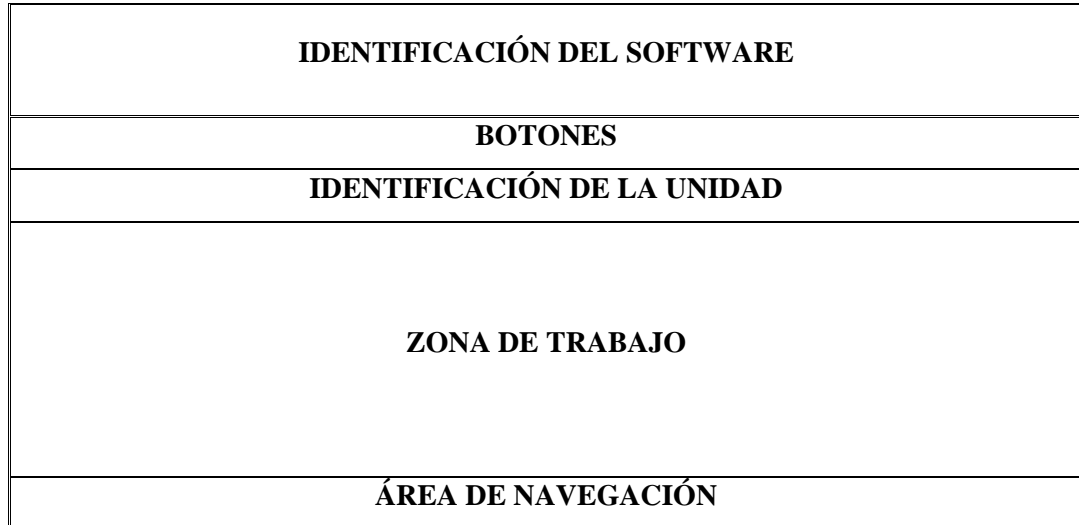 IDENTIFICACIÓN DEL SOFTWARE
BOTONES
IDENTIFICACIÓN DE LA UNIDAD
ZONA DE TRABAJO
ÁREA DE NAVEGACIÓN